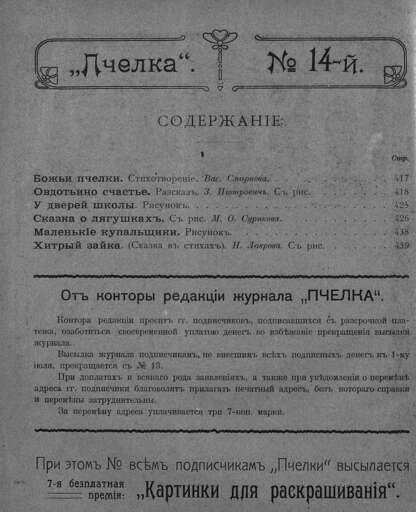 „Пчелка“. № 14-й.
СОДЕРЖАНІЕ:
Стр.
Божьи пчелки. Стихотвореніе. Вас. Смирнова. 417
Овдотьино счастье. Разсказъ. З. Піотровичъ. Съ рис. 418
У дверей школы. Рисунокъ. 425
Сказка о лягушкахъ. Съ рис. М. О. Сурикова. 426
Маленькіе купальщики. Рисунокъ. 438
Хитрый зайка. (Сказка въ стихахъ). Н. Лаврова. Съ рис. 439
Отъ конторы редакціи журнала „ПЧЕЛКА“.
Контора редакціи проситъ гг. подписчиковъ, подписавшихся съ разсрочкой пла-
тежа, озаботиться своевременной уплатою денегъ во избѣжаніе прекращенія высылки
журнала.
Высылка журнала подписчикамъ, не внесшим всѣхъ подписныхъ денегъ къ 1-му
іюля, прекращается съ № 13.
При доплатахъ и всякаго рода заявленіяхъ, а также при увѣдомленіи о перемѣнѣ
адреса гг. подписчики благоволятъ прилагать печатный адресъ, безъ котораго справки
и перемѣны затруднительны.
За перемѣну адреса уплачивается три 7-коп. марки.
При этомъ № всѣмъ подписчикамъ „Пчелки“ высылается
7-я безплатная
премія: „Картинки для раскрашиванія“.